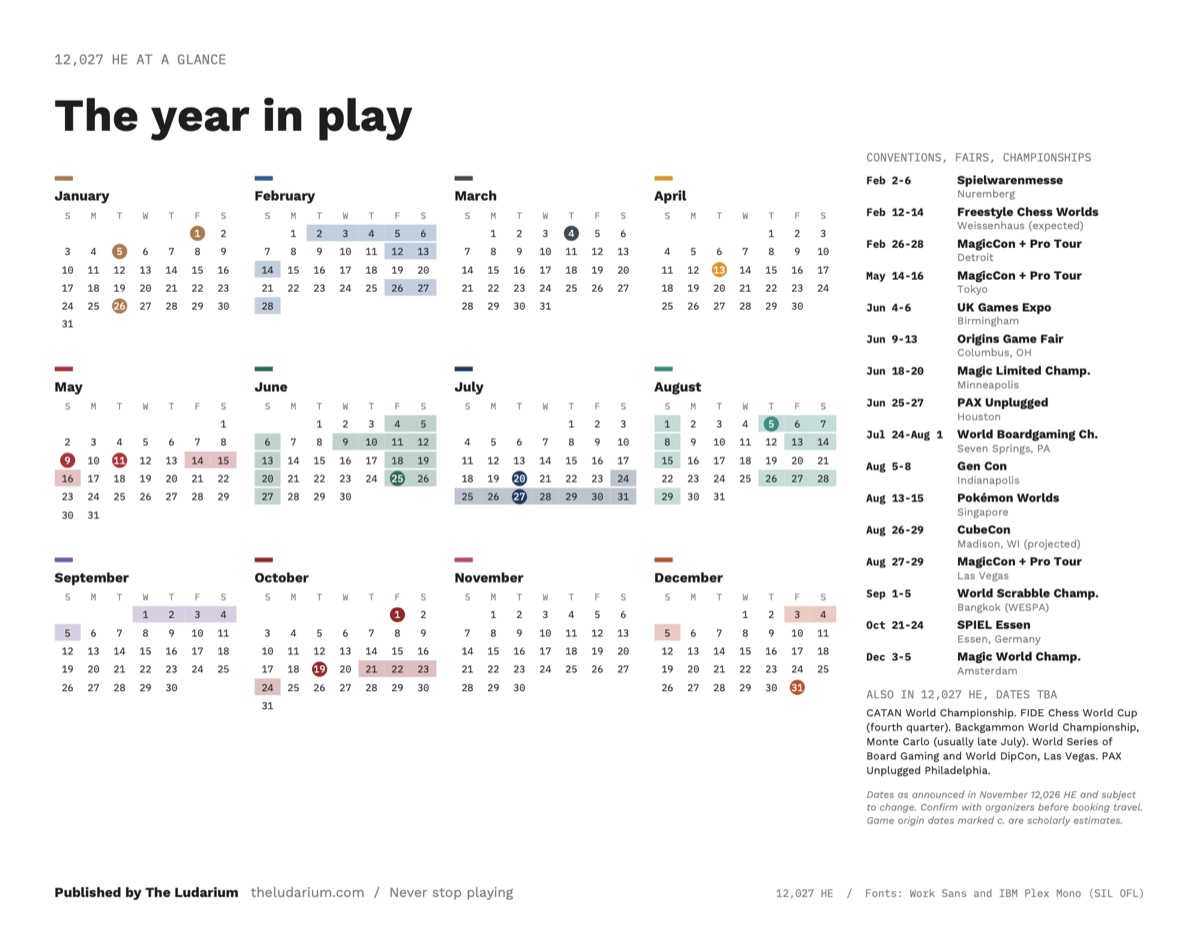 12,027 HE AT A GLANCE
The year in play
January
S M T W T F S
1 2
3 4 5 6 7 8 9
10 11 12 13 14 15 16
17 18 19 20 21 22 23
24 25 26 27 28 29 30
31
February
S M T W T F S
1 2 3 4 5 6
7 8 9 10 11 12 13
14 15 16 17 18 19 20
21 22 23 24 25 26 27
28
March
S M T W T F S
1 2 3 4 5 6
7 8 9 10 11 12 13
14 15 16 17 18 19 20
21 22 23 24 25 26 27
28 29 30 31
April
S M T W T F S
1 2 3
4 5 6 7 8 9 10
11 12 13 14 15 16 17
18 19 20 21 22 23 24
25 26 27 28 29 30
May
S M T W T F S
1
2 3 4 5 6 7 8
9 10 11 12 13 14 15
16 17 18 19 20 21 22
23 24 25 26 27 28 29
30 31
June
S M T W T F S
1 2 3 4 5
6 7 8 9 10 11 12
13 14 15 16 17 18 19
20 21 22 23 24 25 26
27 28 29 30
July
S M T W T F S
1 2 3
4 5 6 7 8 9 10
11 12 13 14 15 16 17
18 19 20 21 22 23 24
25 26 27 28 29 30 31
August
S M T W T F S
1 2 3 4 5 6 7
8 9 10 11 12 13 14
15 16 17 18 19 20 21
22 23 24 25 26 27 28
29 30 31
September
S M T W T F S
1 2 3 4
5 6 7 8 9 10 11
12 13 14 15 16 17 18
19 20 21 22 23 24 25
26 27 28 29 30
October
S M T W T F S
1 2
3 4 5 6 7 8 9
10 11 12 13 14 15 16
17 18 19 20 21 22 23
24 25 26 27 28 29 30
31
November
S M T W T F S
1 2 3 4 5 6
7 8 9 10 11 12 13
14 15 16 17 18 19 20
21 22 23 24 25 26 27
28 29 30
December
S M T W T F S
1 2 3 4
5 6 7 8 9 10 11
12 13 14 15 16 17 18
19 20 21 22 23 24 25
26 27 28 29 30 31
CONVENTIONS, FAIRS, CHAMPIONSHIPS
Feb 2-6 Spielwarenmesse
Nuremberg
Feb 12-14 Freestyle Chess Worlds
Weissenhaus (expected)
Feb 26-28 MagicCon + Pro Tour
Detroit
May 14-16 MagicCon + Pro Tour
Tokyo
Jun 4-6 UK Games Expo
Birmingham
Jun 9-13 Origins Game Fair
Columbus, OH
Jun 18-20 Magic Limited Champ.
Minneapolis
Jun 25-27 PAX Unplugged
Houston
Jul 24-Aug 1 World Boardgaming Ch.
Seven Springs, PA
Aug 5-8 Gen Con
Indianapolis
Aug 13-15 Pokémon Worlds
Singapore
Aug 26-29 CubeCon
Madison, WI (projected)
Aug 27-29 MagicCon + Pro Tour
Las Vegas
Sep 1-5 World Scrabble Champ.
Bangkok (WESPA)
Oct 21-24 SPIEL Essen
Essen, Germany
Dec 3-5 Magic World Champ.
Amsterdam
ALSO IN 12,027 HE, DATES TBA
CATAN World Championship. FIDE Chess World Cup
(fourth quarter). Backgammon World Championship,
Monte Carlo (usually late July). World Series of
Board Gaming and World DipCon, Las Vegas. PAX
Unplugged Philadelphia.
Dates as announced in November 12,026 HE and subject
to change. Confirm with organizers before booking travel.
Game origin dates marked c. are scholarly estimates.
Published by The Ludarium theludarium.com / Never stop playing
12,027 HE / Fonts: Work Sans and IBM Plex Mono (SIL OFL)